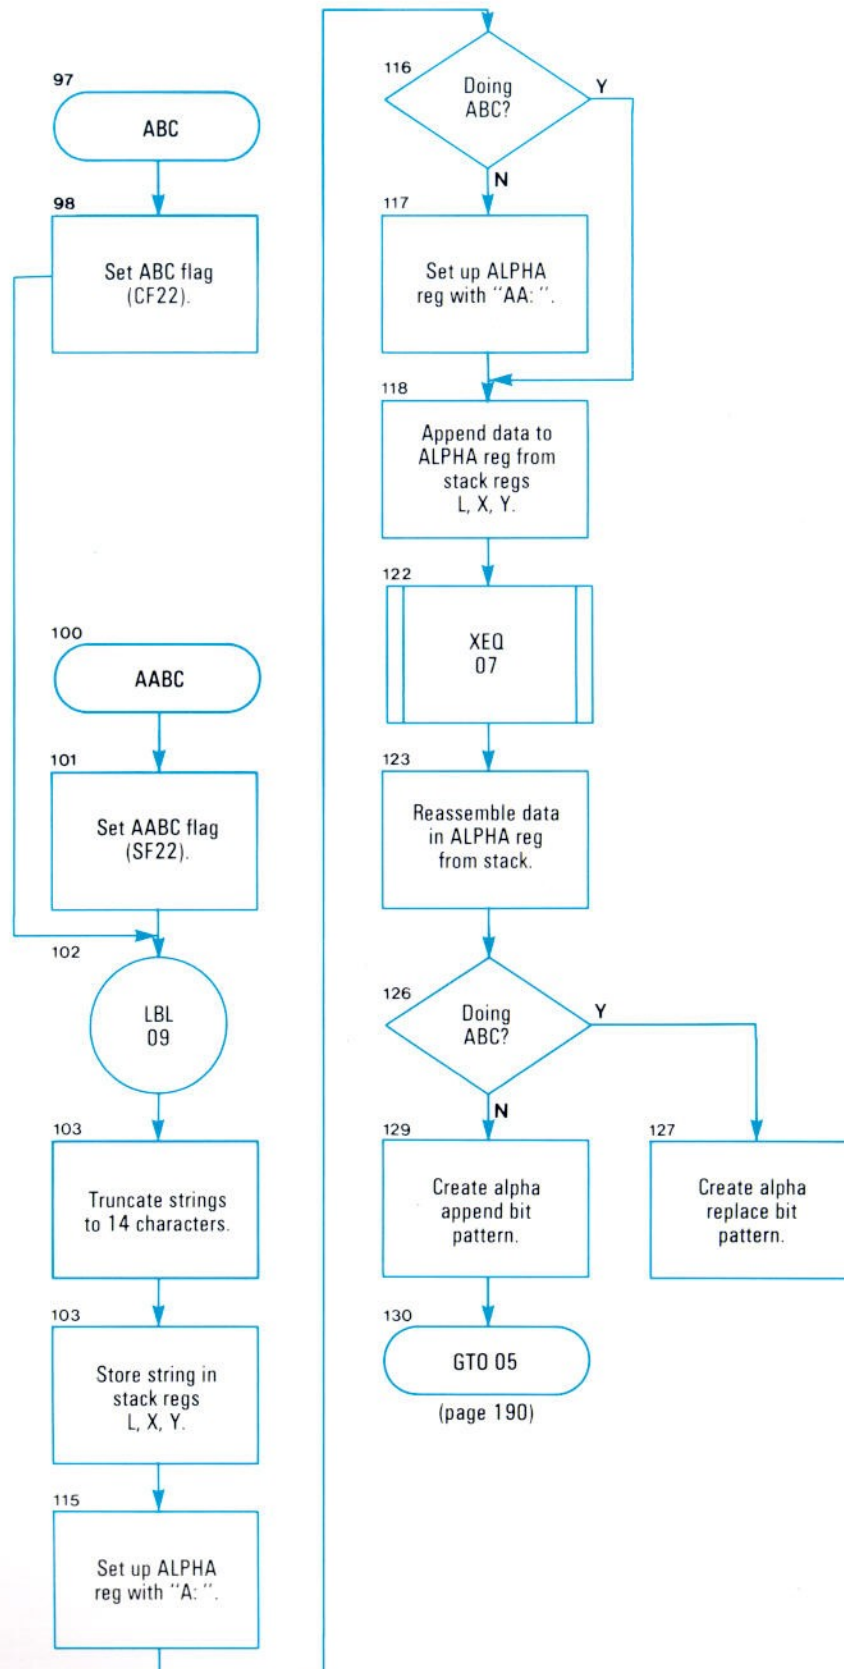 97
ABC
98
Set ABC flag
(CF22).
100
AABC
101
Set AABC flag
(SF22).
102
LBL
09
103
Truncate strings
to 14 characters.
103
Store string in
stack regs
L, X, Y.
115
Set up ALPHA
reg with “A: ”.
116
Doing
ABC?
Y
N
117
Set up ALPHA
reg with “AA: ”.
118
Append data to
ALPHA reg from
stack regs
L, X, Y.
122
XEQ
07
123
Reassemble data
in ALPHA reg
from stack.
126
Doing
ABC?
Y
N
129
Create alpha
append bit
pattern.
127
Create alpha
replace bit
pattern.
130
GTO 05
(page 190)